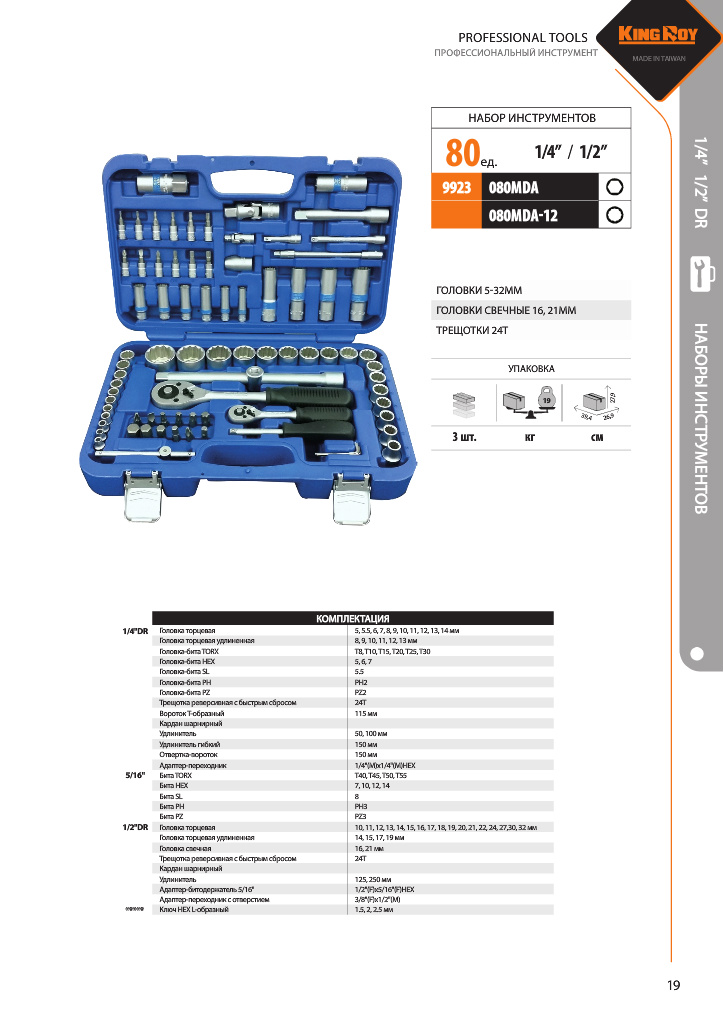 PROFESSIONAL TOOLS
ПРОФЕССИОНАЛЬНЫЙ ИНСТРУМЕНТ
KING ROY
MADE IN TAIWAN
1/4” 1/2” DR
НАБОРЫ ИНСТРУМЕНТОВ
НАБОР ИНСТРУМЕНТОВ
80 ед. 1/4” / 1/2”
9923 080MDA
080MDA-12
ГОЛОВКИ 5-32ММ
ГОЛОВКИ СВЕЧНЫЕ 16, 21ММ
ТРЕЩОТКИ 24Т
УПАКОВКА
19
39,4 26,9 27,9
3 шт. кг см
КОМПЛЕКТАЦИЯ
1/4"DR Головка торцевая 5, 5.5, 6, 7, 8, 9, 10, 11, 12, 13, 14 мм
Головка торцевая удлиненная 8, 9, 10, 11, 12, 13 мм
Головка-бита TORX T8, T10, T15, T20, T25, T30
Головка-бита HEX 5, 6, 7
Головка-бита SL 5.5
Головка-бита PH PH2
Головка-бита PZ PZ2
Трещотка реверсивная с быстрым сбросом 24T
Вороток Т-образный 115 мм
Кардан шарнирный
Удлинитель 50, 100 мм
Удлинитель гибкий 150 мм
Отвертка-вороток 150 мм
Адаптер-переходник 1/4"(M)x1/4"(M)HEX
5/16" Бита TORX T40, T45, T50, T55
Бита HEX 7, 10, 12, 14
Бита SL 8
Бита PH PH3
Бита PZ PZ3
1/2"DR Головка торцевая 10, 11, 12, 13, 14, 15, 16, 17, 18, 19, 20, 21, 22, 24, 27,30, 32 мм
Головка торцевая удлиненная 14, 15, 17, 19 мм
Головка свечная 16, 21 мм
Трещотка реверсивная с быстрым сбросом 24T
Кардан шарнирный
Удлинитель 125, 250 мм
Адаптер-битодержатель 5/16" 1/2"(F)x5/16"(F)HEX
Адаптер-переходник с отверстием 3/8"(F)x1/2"(M)
Ключ HEX L-образный 1.5, 2, 2.5 мм
19